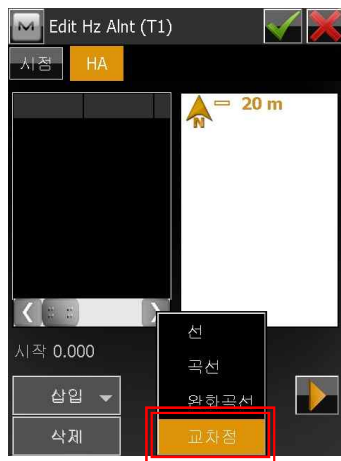 Edit Hz Alnt (T1)
시점 HA
20 m
N
시작 0.000
선
곡선
완화곡선
교차점
삽입
삭제